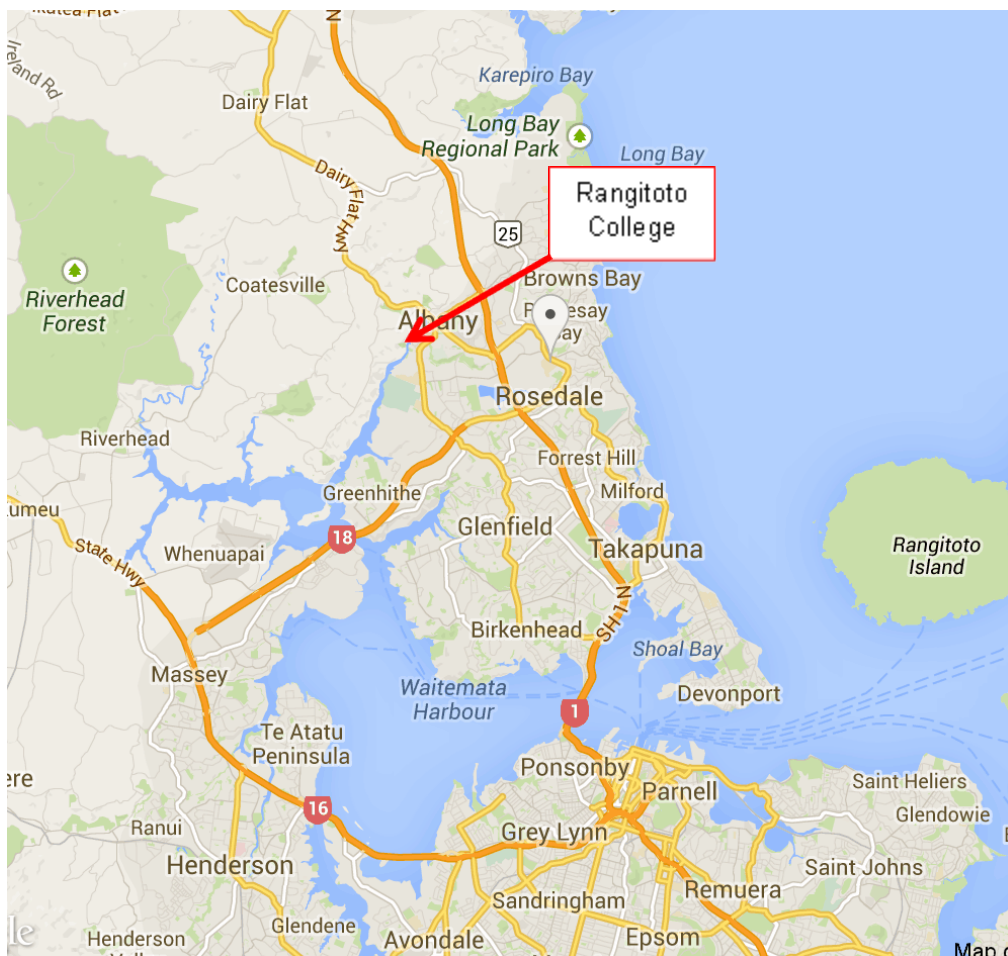 Dairy Flat
Karepiro Bay
Long Bay
Regional Park
Long Bay
Ireland Rd
Dairy Flat Hwy
Rangitoto
College
25
Riverhead
Forest
Coatesville
Browns Bay
Albany
Rosedale
Riverhead
Forrest Hill
Greenhithe
Milford
18
Glenfield
Whenuapai
Takapuna
Rangitoto
Island
State Hwy
Birkenhead
Shoal Bay
Massey
Waitemata
Harbour
Devonport
1
Te Atatu
Peninsula
Ponsonby
Parnell
Saint Heliers
16
Glendowie
Ranui
Grey Lynn
Henderson
Saint Johns
Remuera
Sandringham
Glendene
Henderson
Avondale
Epsom
Map